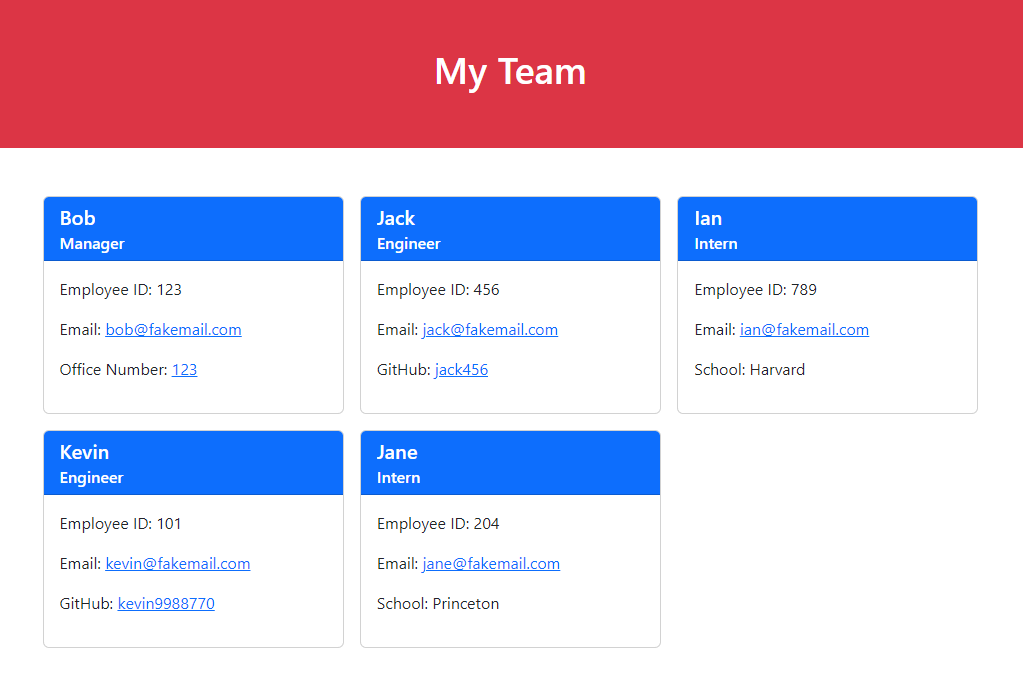 My Team
Bob
Manager
Employee ID: 123
Email: bob@fakemail.com
Office Number: 123
Jack
Engineer
Employee ID: 456
Email: jack@fakemail.com
GitHub: jack456
Ian
Intern
Employee ID: 789
Email: ian@fakemail.com
School: Harvard
Kevin
Engineer
Employee ID: 101
Email: kevin@fakemail.com
GitHub: kevin9988770
Jane
Intern
Employee ID: 204
Email: jane@fakemail.com
School: Princeton